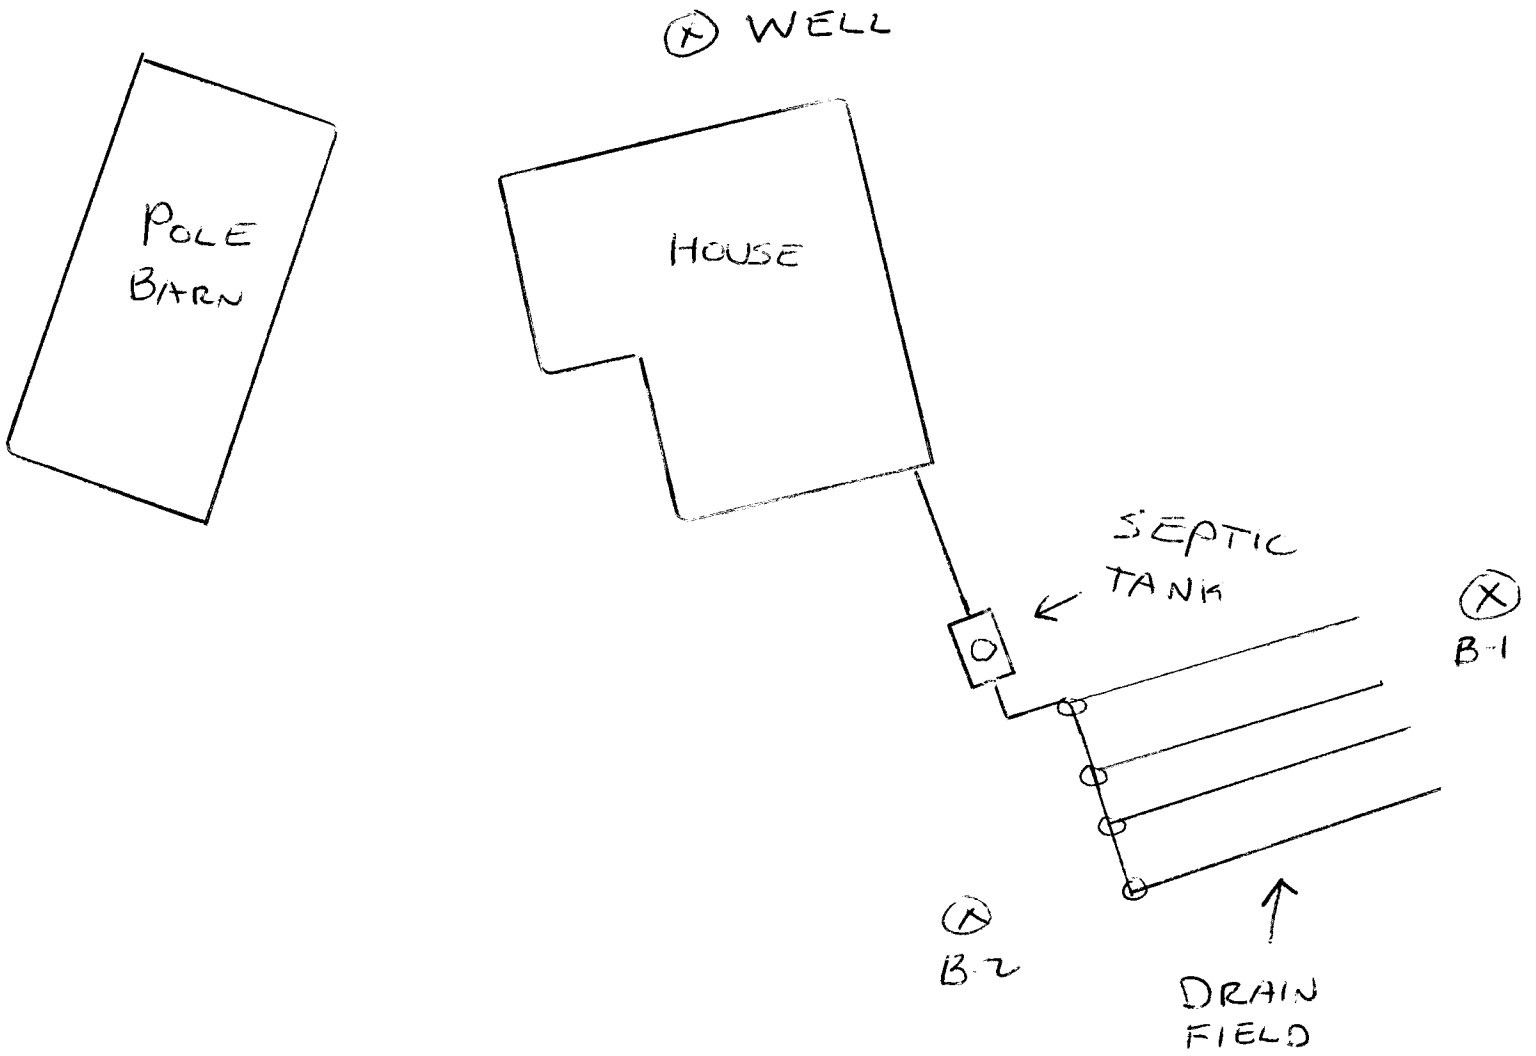 WELL
POLE
BARN
HOUSE
SEPTIC
TANK
B-1
B-2
DRAIN
FIELD